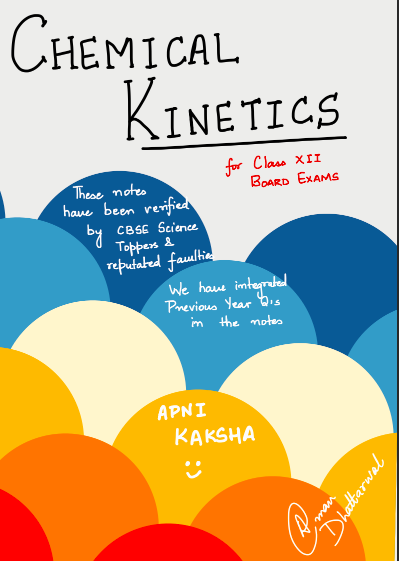 CHEMICAL
KINETICS
for Class XII
BOARD EXAMS
These notes
have been verified
by CBSE Science
Toppers &
reputated faulties
We have integrated
Previous Year Q's
in the notes
APNI
KAKSHA
Aman
Dhattarwal